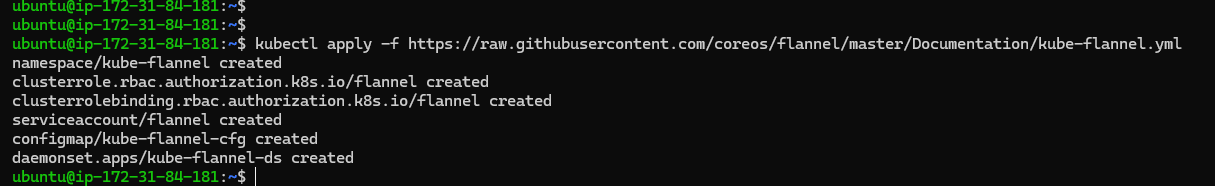 ubuntu@ip-172-31-84-181:~$
ubuntu@ip-172-31-84-181:~$
ubuntu@ip-172-31-84-181:~$ kubectl apply -f https://raw.githubusercontent.com/coreos/flannel/master/Documentation/kube-flannel.yml
namespace/kube-flannel created
clusterrole.rbac.authorization.k8s.io/flannel created
clusterrolebinding.rbac.authorization.k8s.io/flannel created
serviceaccount/flannel created
configmap/kube-flannel-cfg created
daemonset.apps/kube-flannel-ds created
ubuntu@ip-172-31-84-181:~$